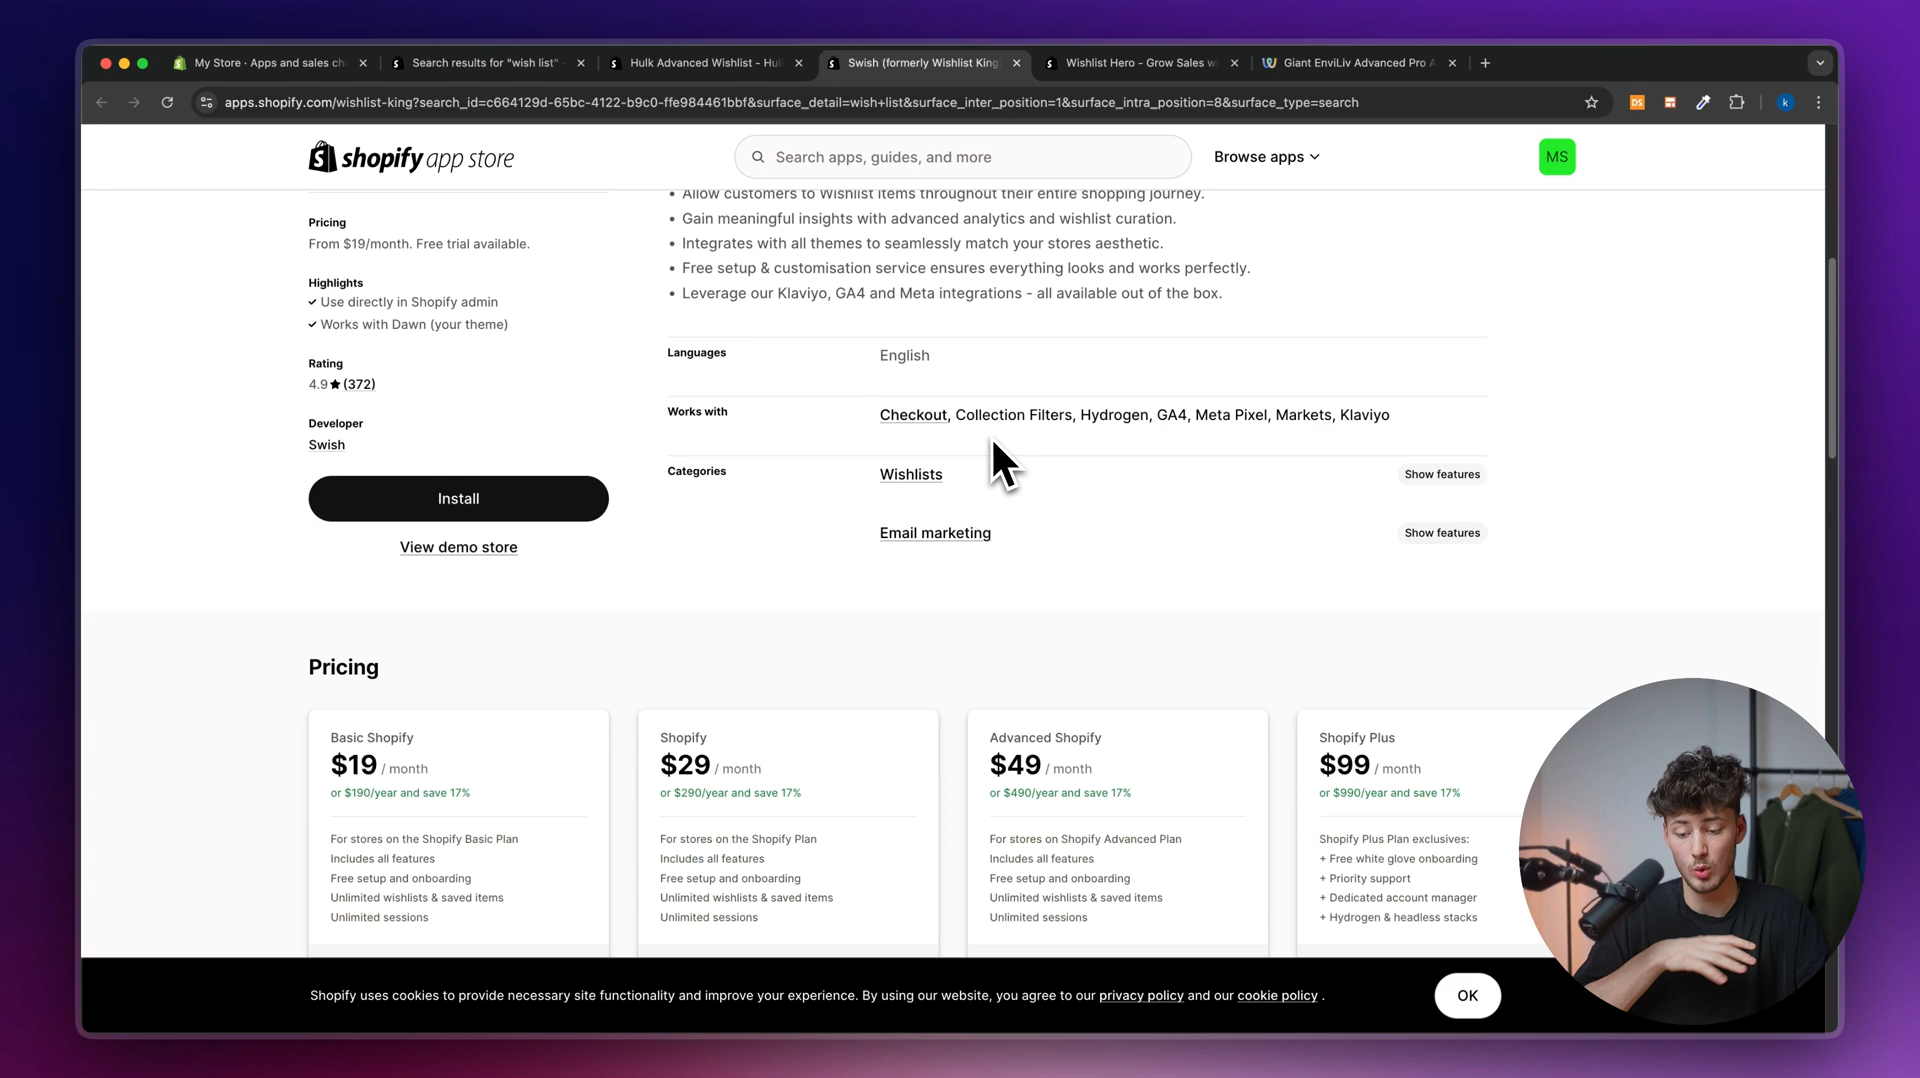 My Store · Apps and sales ch
Search results for "wish list" -
Hulk Advanced Wishlist - Hul
Swish (formerly Wishlist King
Wishlist Hero - Grow Sales w
Giant EnviLiv Advanced Pro A
apps.shopify.com/wishlist-king?search_id=c664129d-65bc-4122-b9c0-ffe984461bbf&surface_detail=wish+list&surface_inter_position=1&surface_intra_position=8&surface_type=search
DS
k
shopify app store
Search apps, guides, and more
Browse apps
MS
Pricing
From $19/month. Free trial available.
Highlights
Use directly in Shopify admin
Works with Dawn (your theme)
Rating
4.9★ (372)
Developer
Swish
Install
View demo store
• Allow customers to Wishlist items throughout their entire shopping journey.
• Gain meaningful insights with advanced analytics and wishlist curation.
• Integrates with all themes to seamlessly match your stores aesthetic.
• Free setup & customisation service ensures everything looks and works perfectly.
• Leverage our Klaviyo, GA4 and Meta integrations - all available out of the box.
Languages
English
Works with
Checkout, Collection Filters, Hydrogen, GA4, Meta Pixel, Markets, Klaviyo
Categories
Wishlists
Show features
Email marketing
Show features
Pricing
Basic Shopify
$19 / month
or $190/year and save 17%
For stores on the Shopify Basic Plan
Includes all features
Free setup and onboarding
Unlimited wishlists & saved items
Unlimited sessions
Shopify
$29 / month
or $290/year and save 17%
For stores on the Shopify Plan
Includes all features
Free setup and onboarding
Unlimited wishlists & saved items
Unlimited sessions
Advanced Shopify
$49 / month
or $490/year and save 17%
For stores on Shopify Advanced Plan
Includes all features
Free setup and onboarding
Unlimited wishlists & saved items
Unlimited sessions
Shopify Plus
$99 / month
or $990/year and save 17%
Shopify Plus Plan exclusives:
+ Free white glove onboarding
+ Priority support
+ Dedicated account manager
+ Hydrogen & headless stacks
Shopify uses cookies to provide necessary site functionality and improve your experience. By using our website, you agree to our privacy policy and our cookie policy .
OK